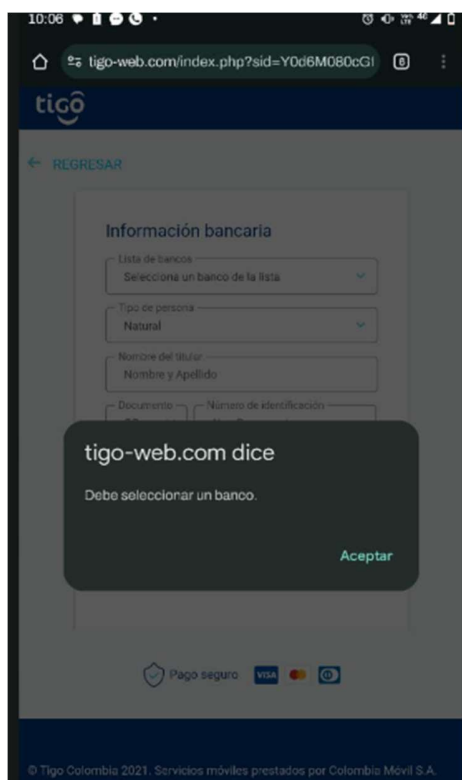 10:06
tigo-web.com/index.php?sid=Y0d6M080cGl
tigo
← REGRESAR
Información bancaria
Lista de bancos
Selecciona un banco de la lista
Tipo de persona
Natural
Nombre del titular
Nombre y Apellido
Documento
Número de identificación
tigo-web.com dice
Debe seleccionar un banco.
Aceptar
Pago seguro VISA
© Tigo Colombia 2021. Servicios móviles prestados por Colombia Móvil S.A.